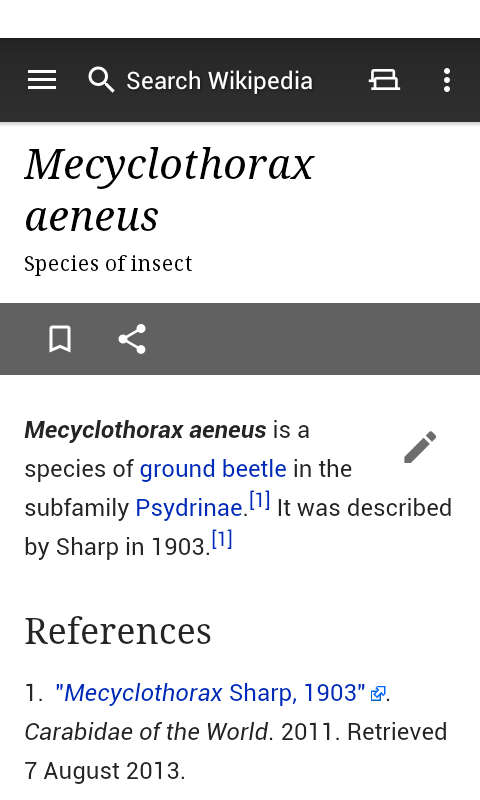 Search Wikipedia
Mecyclothorax
aeneus
Species of insect
Mecyclothorax aeneus is a
species of ground beetle in the
subfamily Psydrinae.[1] It was described
by Sharp in 1903.[1]
References
1. "Mecyclothorax Sharp, 1903".
Carabidae of the World. 2011. Retrieved
7 August 2013.